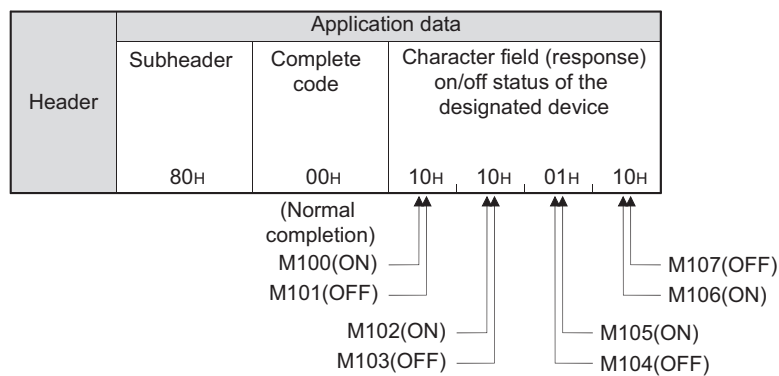 Application data
Header
Subheader
Complete
code
Character field (response)
on/off status of the
designated device
80H
00H
10H
10H
01H
10H
(Normal
completion)
M100(ON)
M101(OFF)
M102(ON)
M103(OFF)
M107(OFF)
M106(ON)
M105(ON)
M104(OFF)